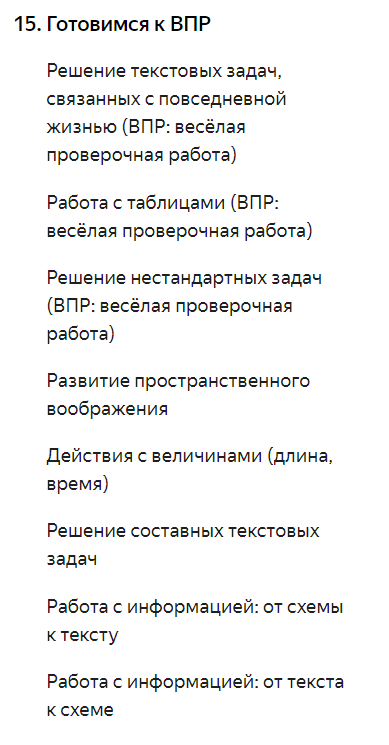 15. Готовимся к ВПР
Решение текстовых задач,
связанных с повседневной
жизнью (ВПР: весёлая
проверочная работа)
Работа с таблицами (ВПР:
весёлая проверочная работа)
Решение нестандартных задач
(ВПР: весёлая проверочная
работа)
Развитие пространственного
воображения
Действия с величинами (длина,
время)
Решение составных текстовых
задач
Работа с информацией: от схемы
к тексту
Работа с информацией: от текста
к схеме